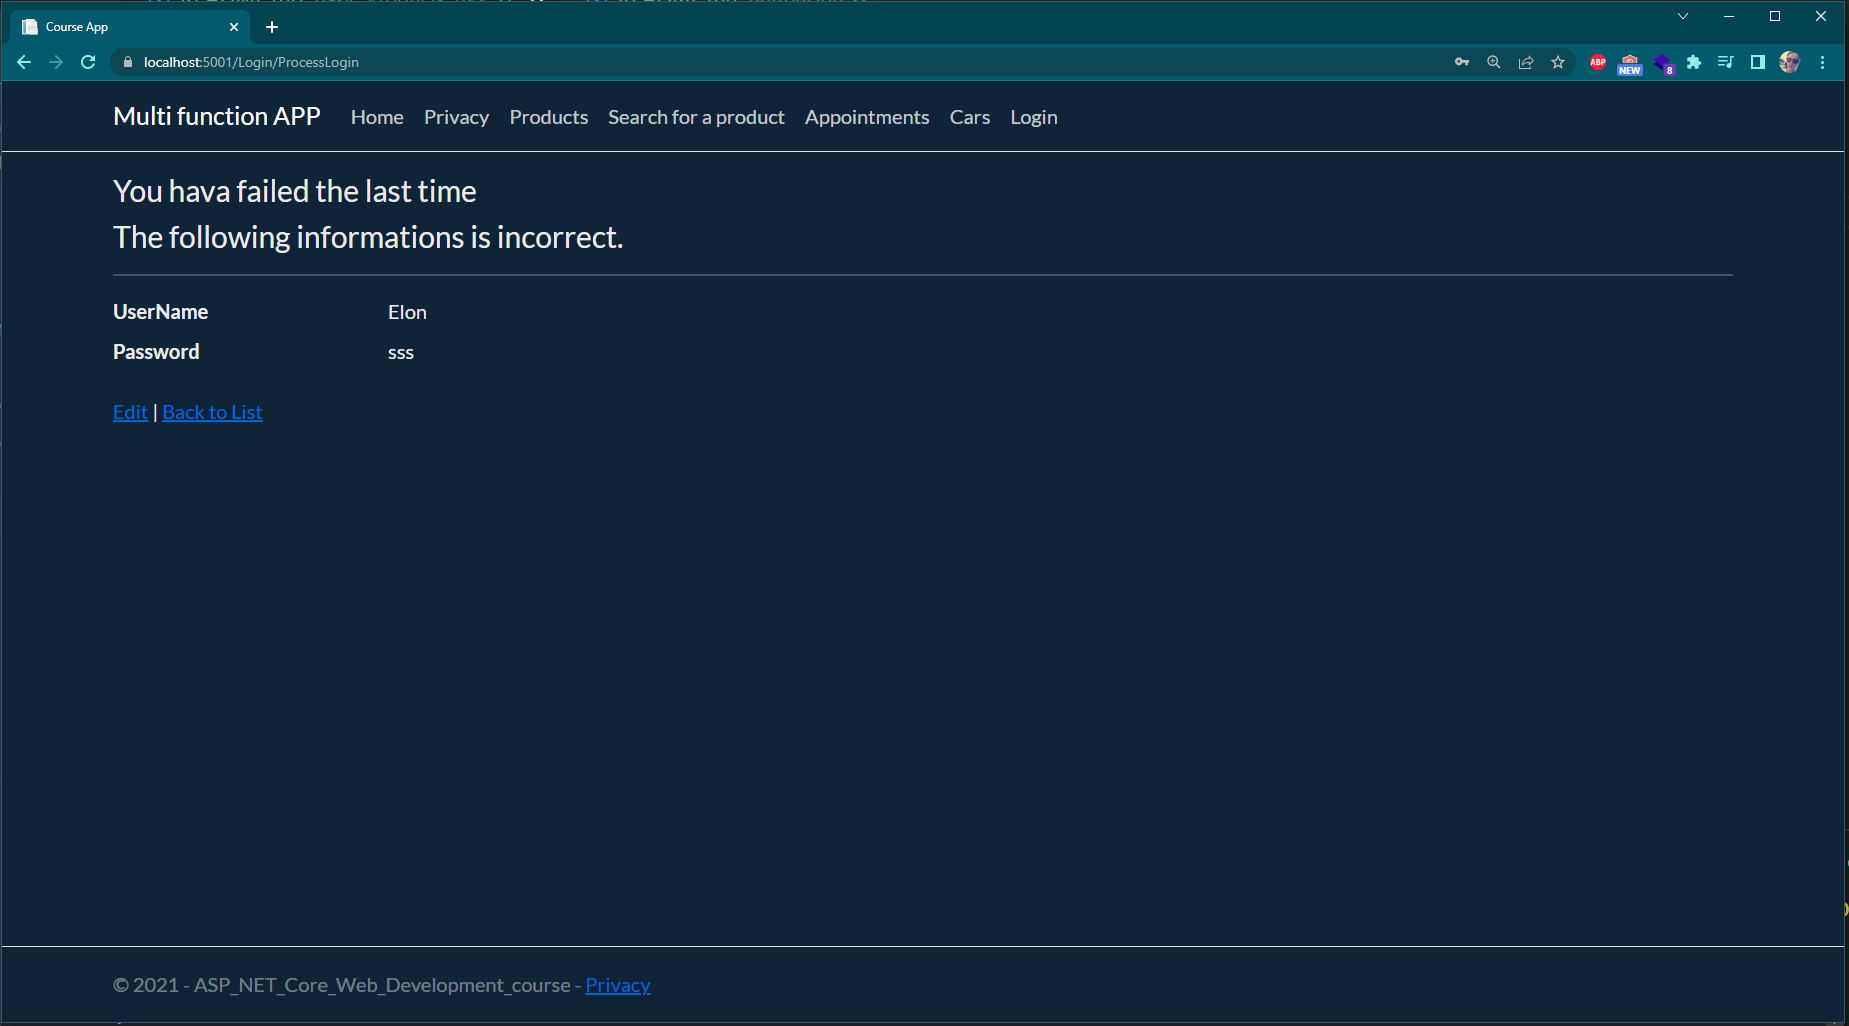 Course App
localhost:5001/Login/ProcessLogin
ABP
NEW
8
Multi function APP Home Privacy Products Search for a product Appointments Cars Login
You hava failed the last time
The following informations is incorrect.
UserName Elon
Password sss
Edit | Back to List
© 2021 - ASP_NET_Core_Web_Development_course - Privacy